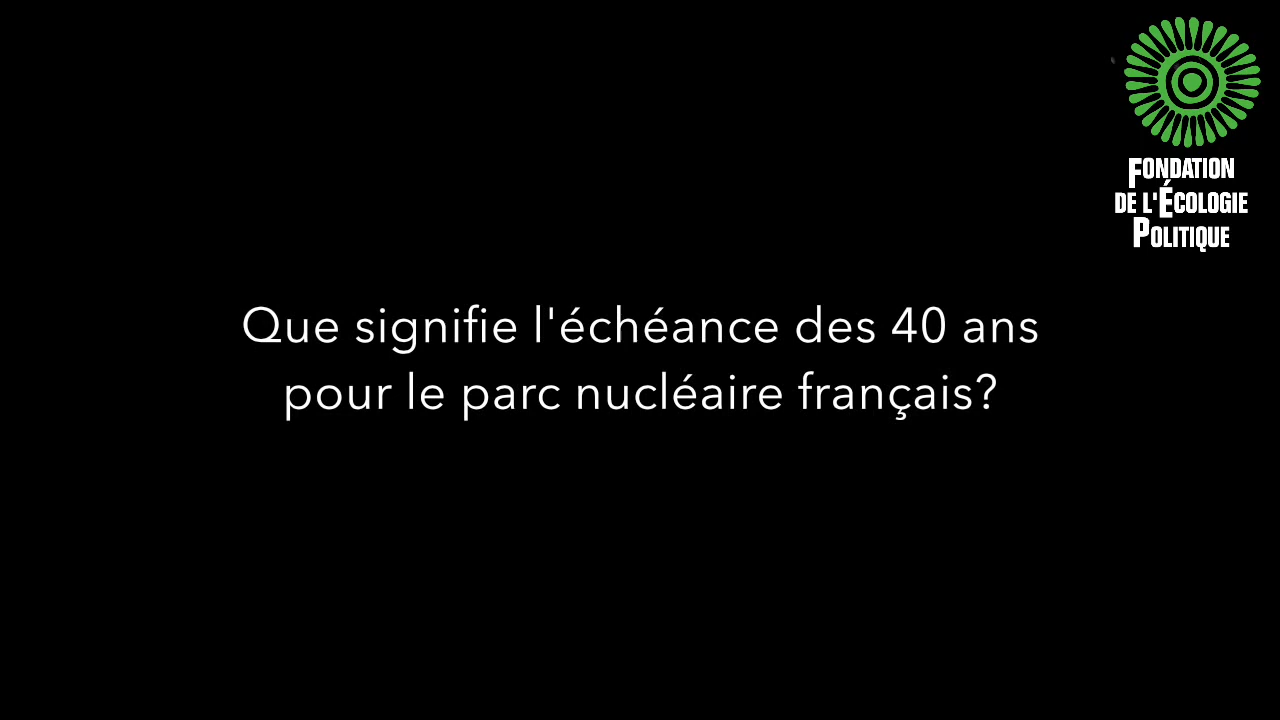 FONDATION
DE L'ÉCOLOGIE
POLITIQUE
Que signifie l'échéance des 40 ans
pour le parc nucléaire français?